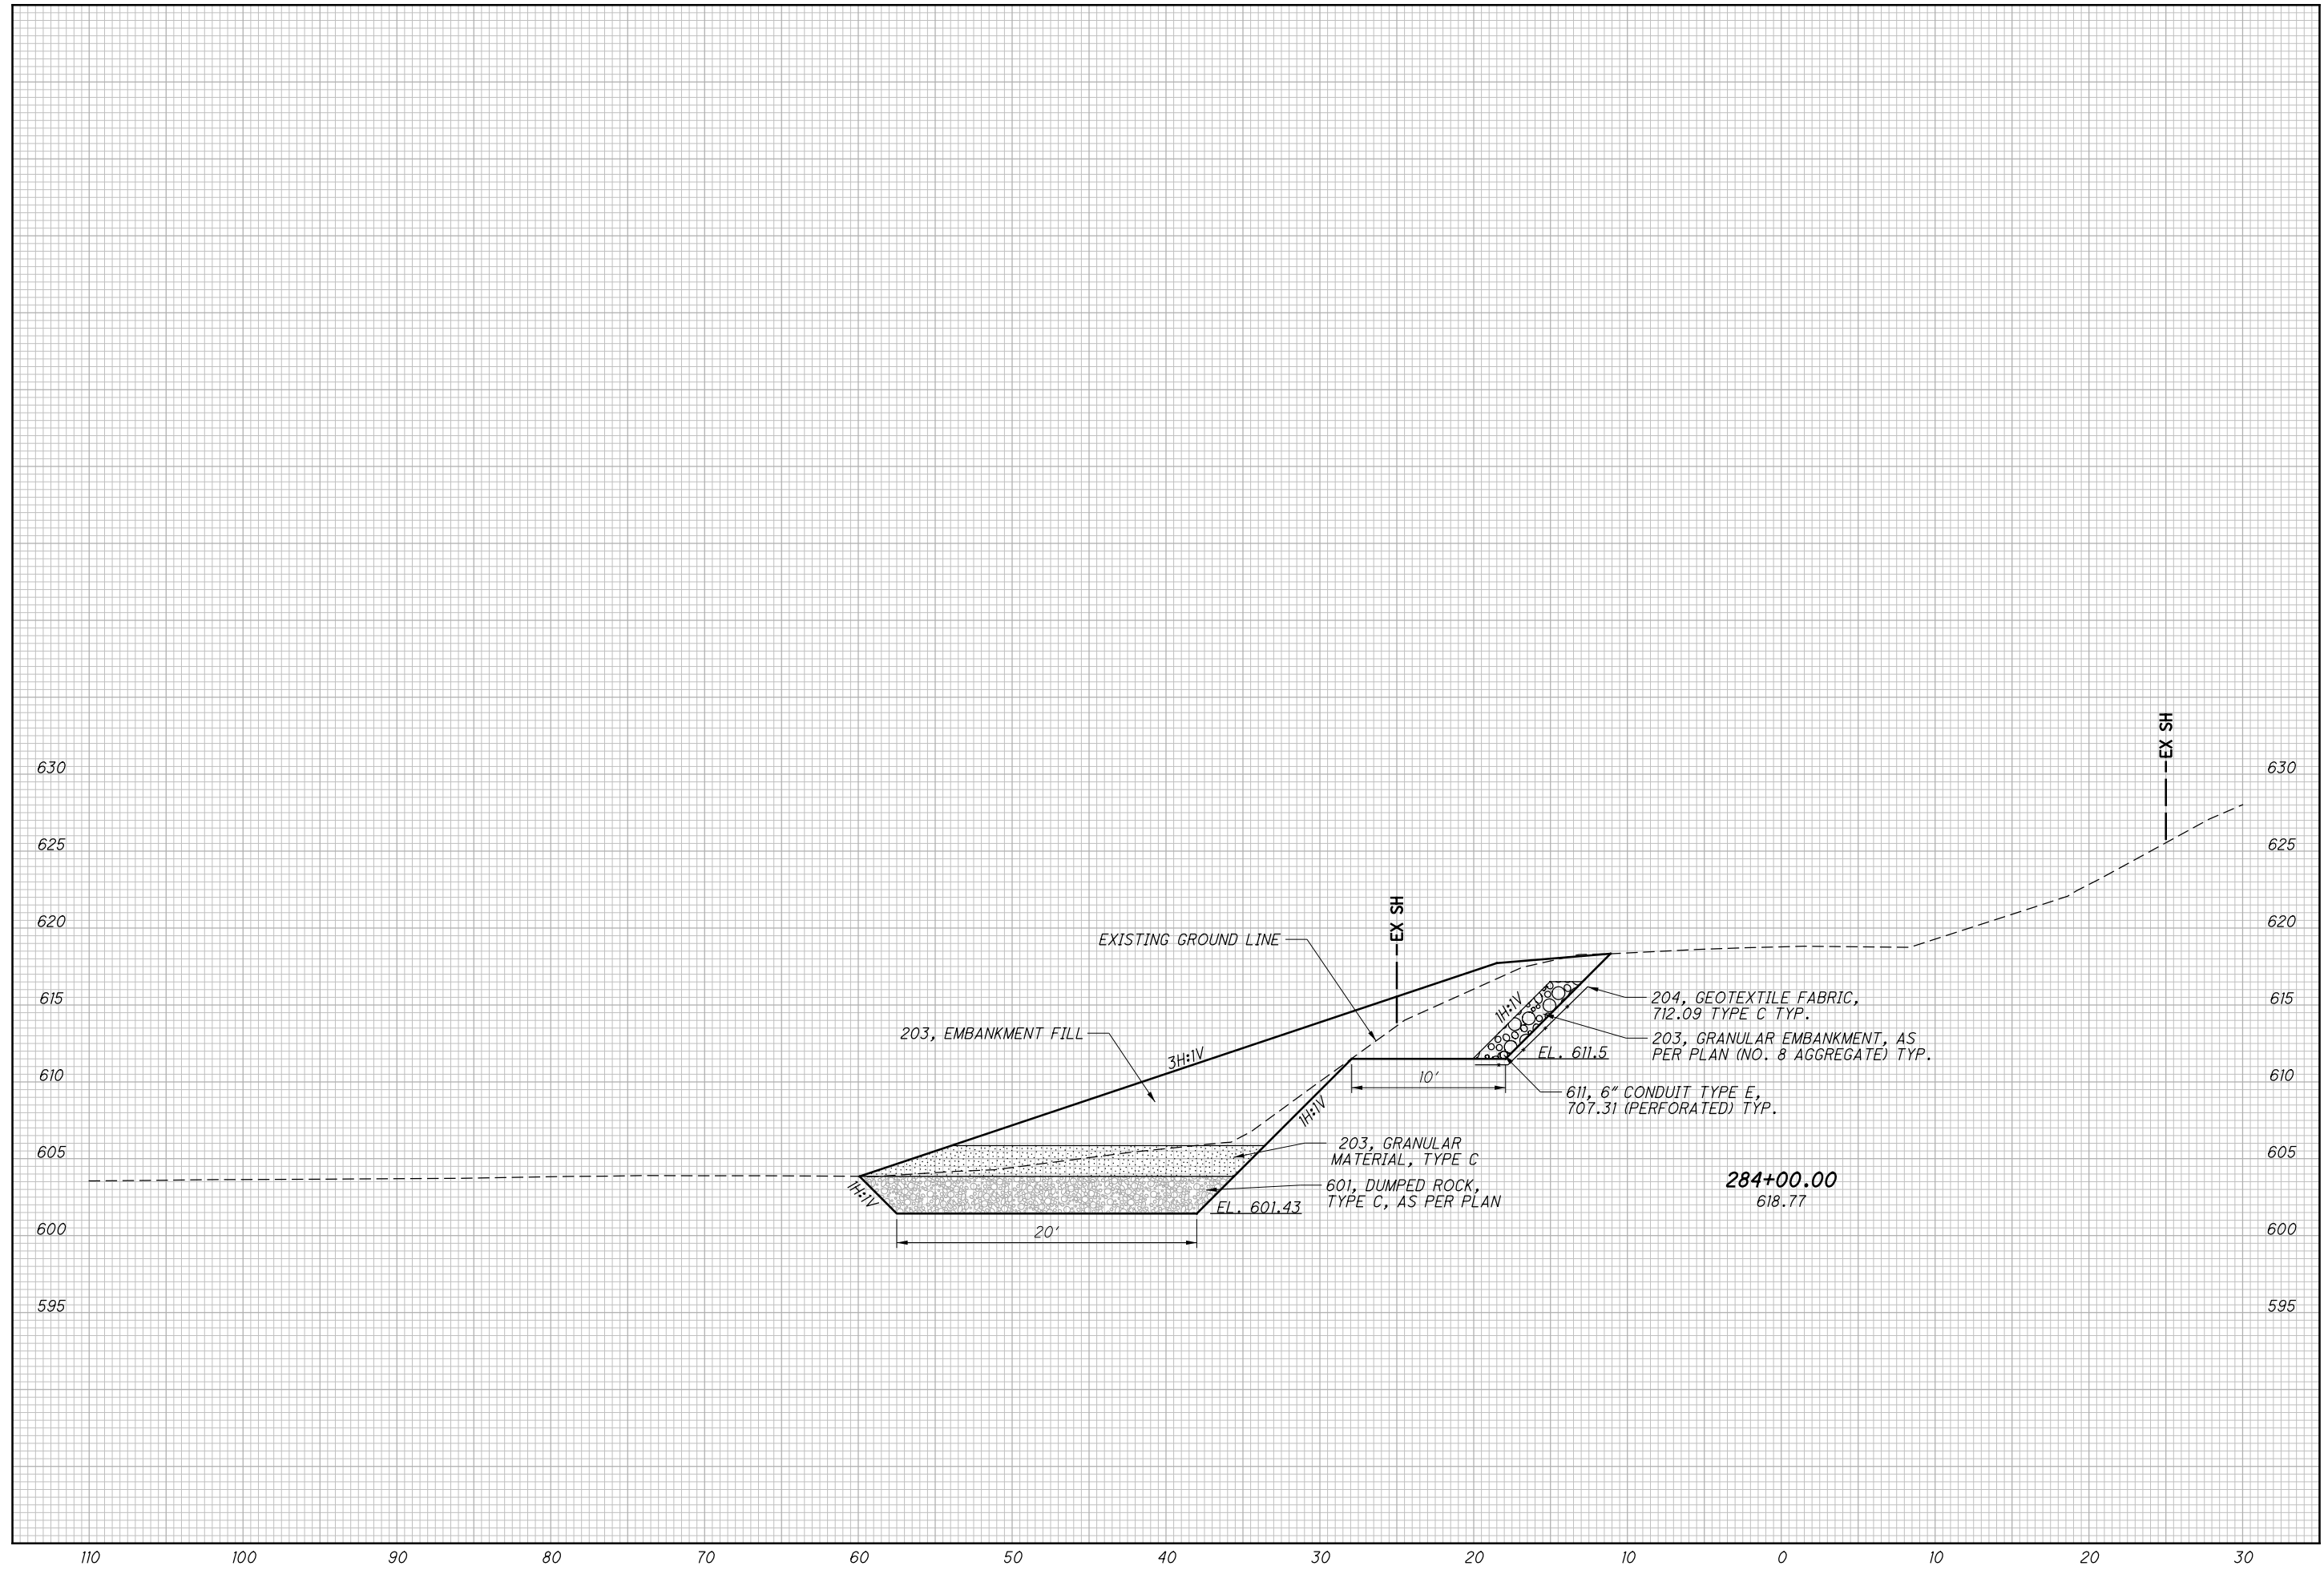 EX SH
630
630
625
625
620
620
EX SH
EXISTING GROUND LINE
615
615
1H:1V
204, GEOTEXTILE FABRIC,
712.09 TYPE C TYP.
203, EMBANKMENT FILL
203, GRANULAR EMBANKMENT, AS
PER PLAN (NO. 8 AGGREGATE) TYP.
3H:1V
EL. 611.5
610
610
10'
611, 6" CONDUIT TYPE E,
707.31 (PERFORATED) TYP.
1H:1V
605
605
203, GRANULAR
MATERIAL, TYPE C
284+00.00
618.77
1H:1V
601, DUMPED ROCK,
TYPE C, AS PER PLAN
EL. 601.43
600
600
20'
595
595
110 100 90 80 70 60 50 40 30 20 10 0 10 20 30